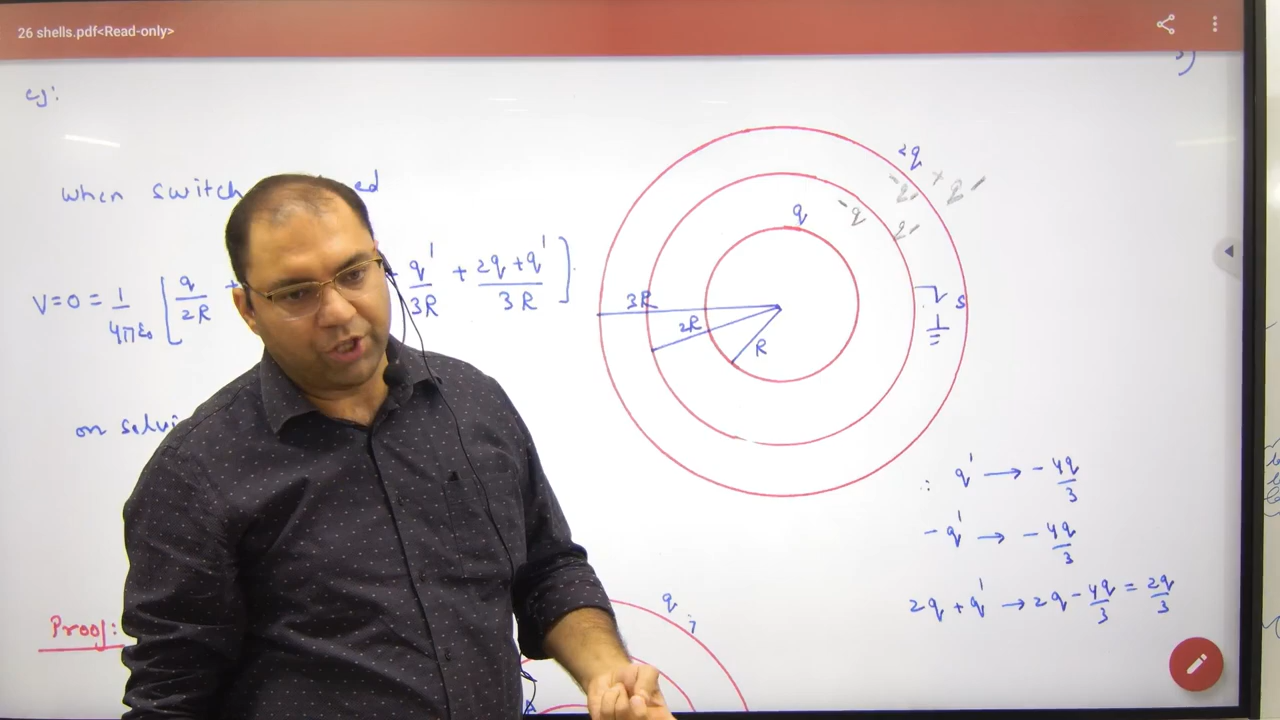 26 shells.pdf<Read-only>
eg:
When switch ed
V=0 = 1/4πε₀ [ q/2R + q'/3R + 2q+q'/3R ]
on solvi
2q
-q' + q'
q -q q'
3R
2R
R
S
∴ q' → -4q/3
-q' → -4q/3
2q + q' → 2q - 4q/3 = 2q/3
Proof:
q